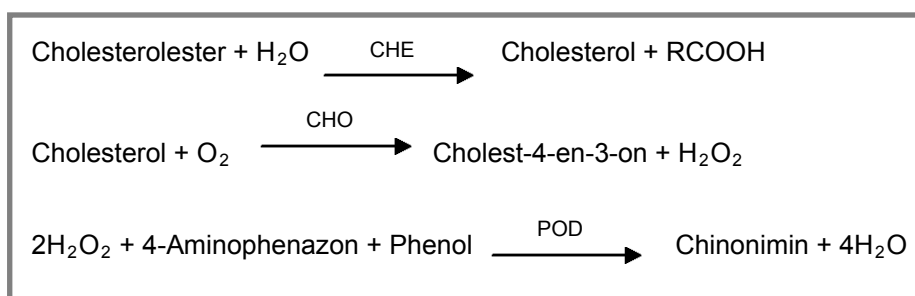 CHE
Cholesterolester + H₂O Cholesterol + RCOOH
CHO
Cholesterol + O₂ Cholest-4-en-3-on + H₂O₂
POD
2H₂O₂ + 4-Aminophenazon + Phenol Chinonimin + 4H₂O